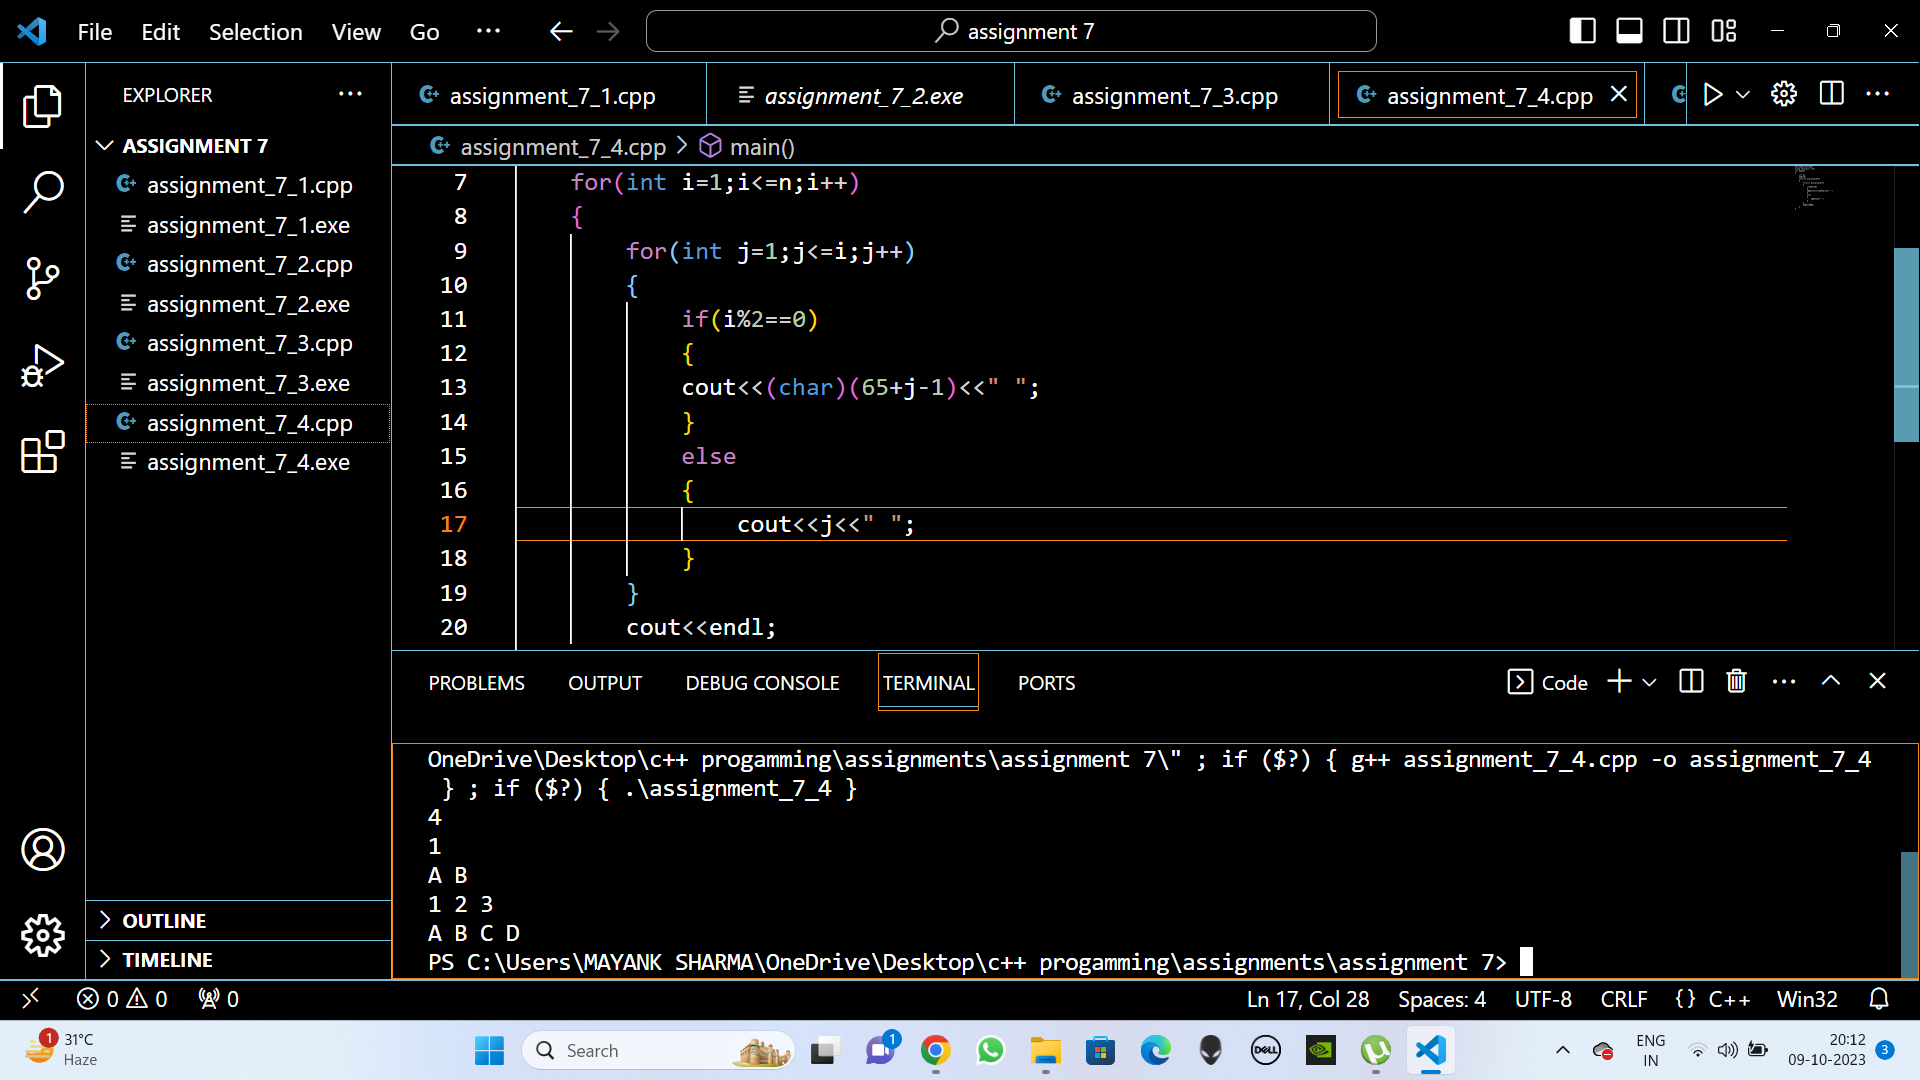 File Edit Selection View Go ··· assignment 7
EXPLORER ···
ASSIGNMENT 7
assignment_7_1.cpp
assignment_7_1.exe
assignment_7_2.cpp
assignment_7_2.exe
assignment_7_3.cpp
assignment_7_3.exe
assignment_7_4.cpp
assignment_7_4.exe
OUTLINE
TIMELINE
assignment_7_1.cpp assignment_7_2.exe assignment_7_3.cpp assignment_7_4.cpp
assignment_7_4.cpp > main()
7 for(int i=1;i<=n;i++)
8 {
9 for(int j=1;j<=i;j++)
10 {
11 if(i%2==0)
12 {
13 cout<<(char)(65+j-1)<<" ";
14 }
15 else
16 {
17 cout<<j<<" ";
18 }
19 }
20 cout<<endl;
PROBLEMS OUTPUT DEBUG CONSOLE TERMINAL PORTS Code
OneDrive\Desktop\c++ progamming\assignments\assignment 7\" ; if ($?) { g++ assignment_7_4.cpp -o assignment_7_4
} ; if ($?) { .\assignment_7_4 }
4
1
A B
1 2 3
A B C D
PS C:\Users\MAYANK SHARMA\OneDrive\Desktop\c++ progamming\assignments\assignment 7>
0 0 0 Ln 17, Col 28 Spaces: 4 UTF-8 CRLF {} C++ Win32
1 31°C
Haze
Search
1
DELL
ENG
IN
20:12
09-10-2023
3